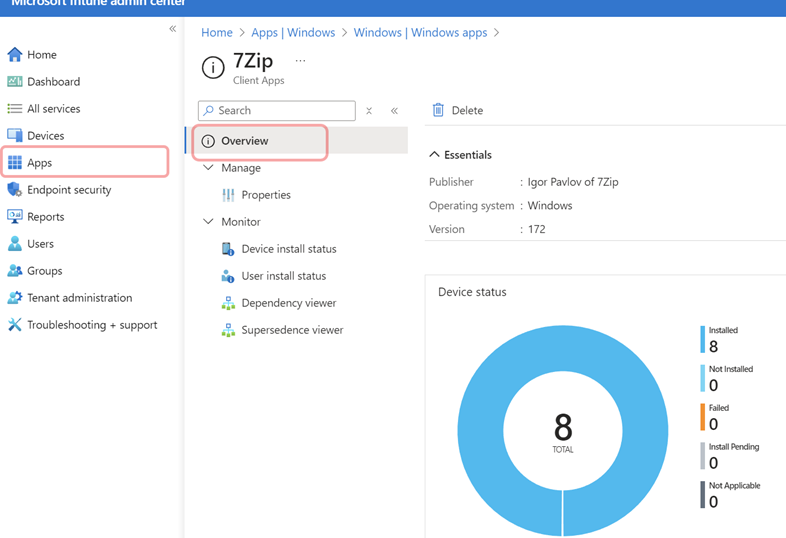 Microsoft Intune admin center
Home
Dashboard
All services
Devices
Apps
Endpoint security
Reports
Users
Groups
Tenant administration
Troubleshooting + support
Home > Apps | Windows > Windows | Windows apps >
7Zip
Client Apps
Search
Overview
Manage
Properties
Monitor
Device install status
User install status
Dependency viewer
Supersedence viewer
Delete
Essentials
Publisher : Igor Pavlov of 7Zip
Operating system : Windows
Version : 172
Device status
8
TOTAL
Installed
8
Not Installed
0
Failed
0
Install Pending
0
Not Applicable
0